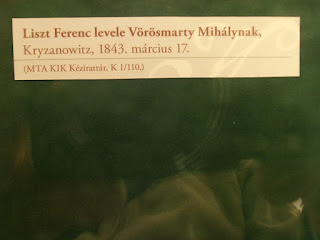 Liszt Ferenc levele Vörösmarty Mihálynak,
Kryzanowitz, 1843. március 17.
(MTA KIK Kézirattár, K 1/110,)